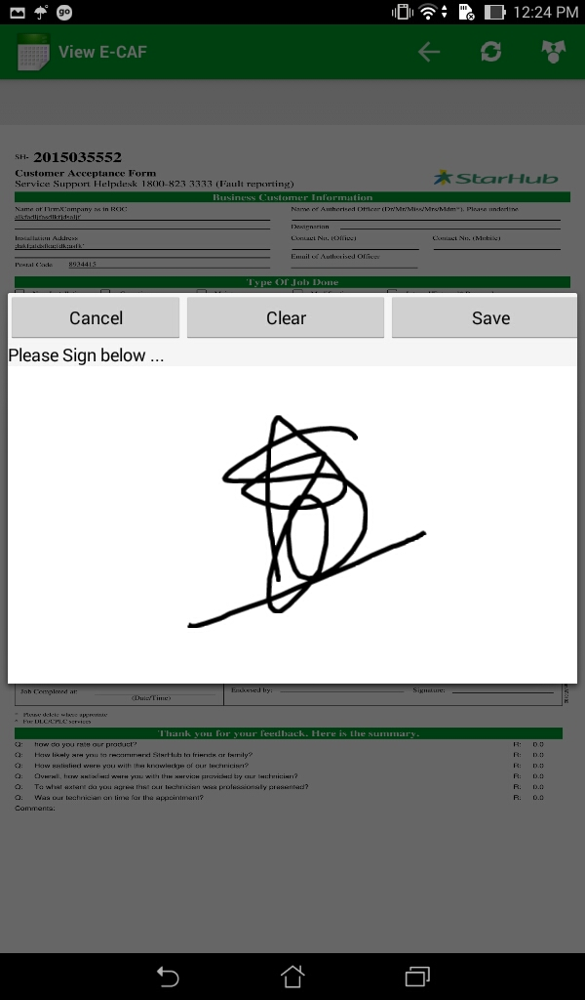 go 12:24 PM
View E-CAF
SH- 2015035552
Customer Acceptance Form
Service Support Helpdesk 1800-823 3333 (Fault reporting)
StarHub
Business Customer Information
Name of Firm/Company as in ROC
Name of Authorised Officer (Dr/Mr/Miss/Mrs/Mdm*). Please underline
Designation
Installation Address
Contact No. (Office) Contact No. (Mobile)
Email of Authorised Officer
Postal Code 8934415
Type Of Job Done
Cancel Clear Save
Please Sign below ...
Job Completed at: Endorsed by: Signature:
(Date/Time)
* Please delete where appropriate
^ For DLC/CPLC services
Thank you for your feedback. Here is the summary.
Q: how do you rate our product? R: 0.0
Q: How likely are you to recommend StarHub to friends or family? R: 0.0
Q: How satisfied were you with the knowledge of our technician? R: 0.0
Q: Overall, how satisfied were you with the service provided by our technician? R: 0.0
Q: To what extent do you agree that our technician was professionally presented? R: 0.0
Q: Was our technician on time for the appointment? R: 0.0
Comments: